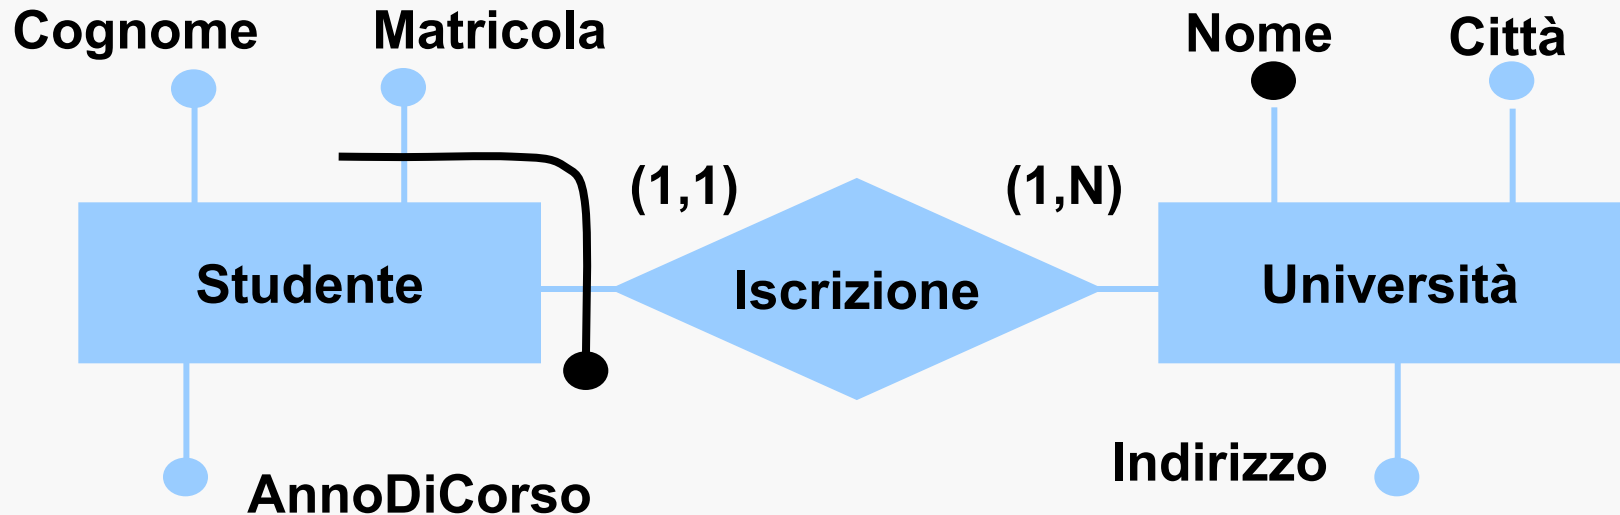 Cognome
Matricola
Nome
Città
(1,1)
(1,N)
Studente
Iscrizione
Università
AnnoDiCorso
Indirizzo